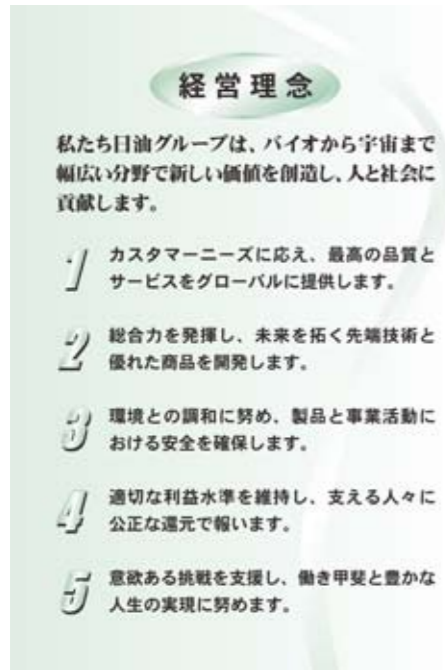 経営理念
私たち日油グループは、バイオから宇宙まで
幅広い分野で新しい価値を創造し、人と社会に
貢献します。
1 カスタマーニーズに応え、最高の品質と
サービスをグローバルに提供します。
2 総合力を発揮し、未来を拓く先端技術と
優れた商品を開発します。
3 環境との調和に努め、製品と事業活動に
おける安全を確保します。
4 適切な利益水準を維持し、支える人々に
公正な還元で報います。
5 意欲ある挑戦を支援し、働き甲斐と豊かな
人生の実現に努めます。